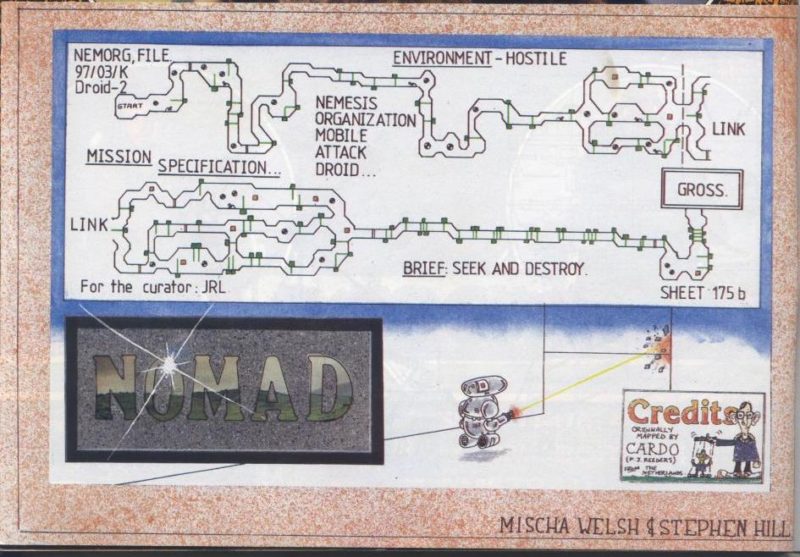 NEMORG, FILE
97/03/K
Droid-2
START
ENVIRONMENT - HOSTILE
NEMESIS
ORGANIZATION
MOBILE
ATTACK
DROID...
LINK
MISSION SPECIFICATION...
GROSS.
LINK
BRIEF: SEEK AND DESTROY.
For the curator: JRL
SHEET 175b
NOMAD
Credits
ORIGINALLY
MAPPED BY
CARDO
(P.J. REEDERS)
FROM THE
NETHERLANDS
MISCHA WELSH & STEPHEN HILL